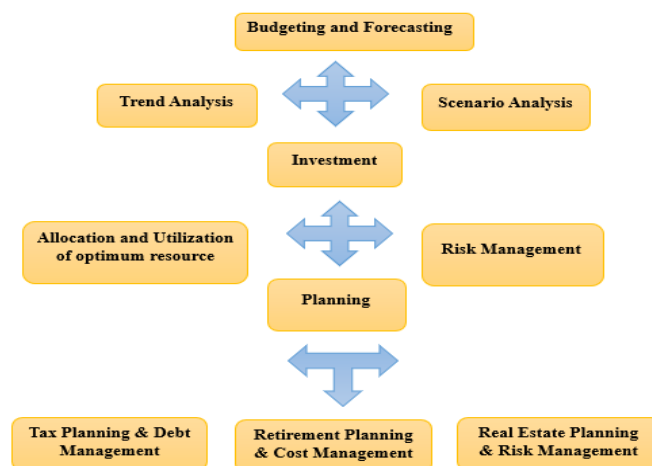 Budgeting and Forecasting
Trend Analysis
Scenario Analysis
Investment
Allocation and Utilization
of optimum resource
Risk Management
Planning
Tax Planning & Debt
Management
Retirement Planning
& Cost Management
Real Estate Planning
& Risk Management